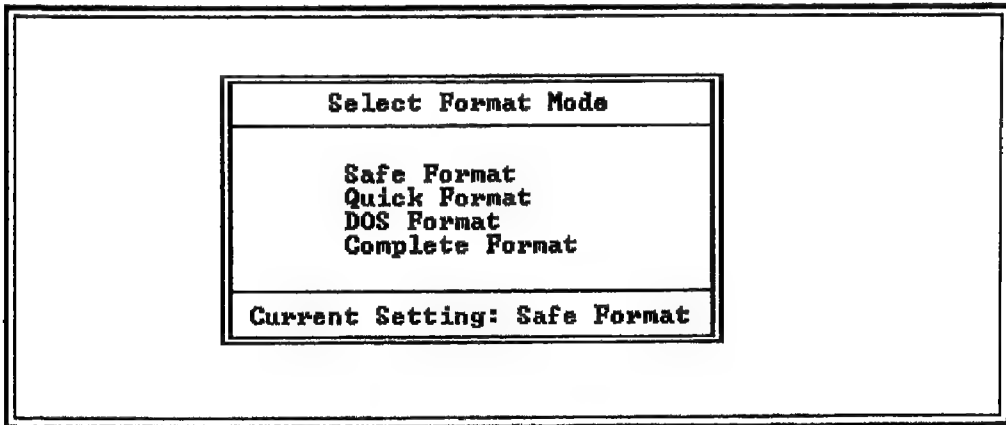 Select Format Mode
Safe Format
Quick Format
DOS Format
Complete Format
Current Setting: Safe Format